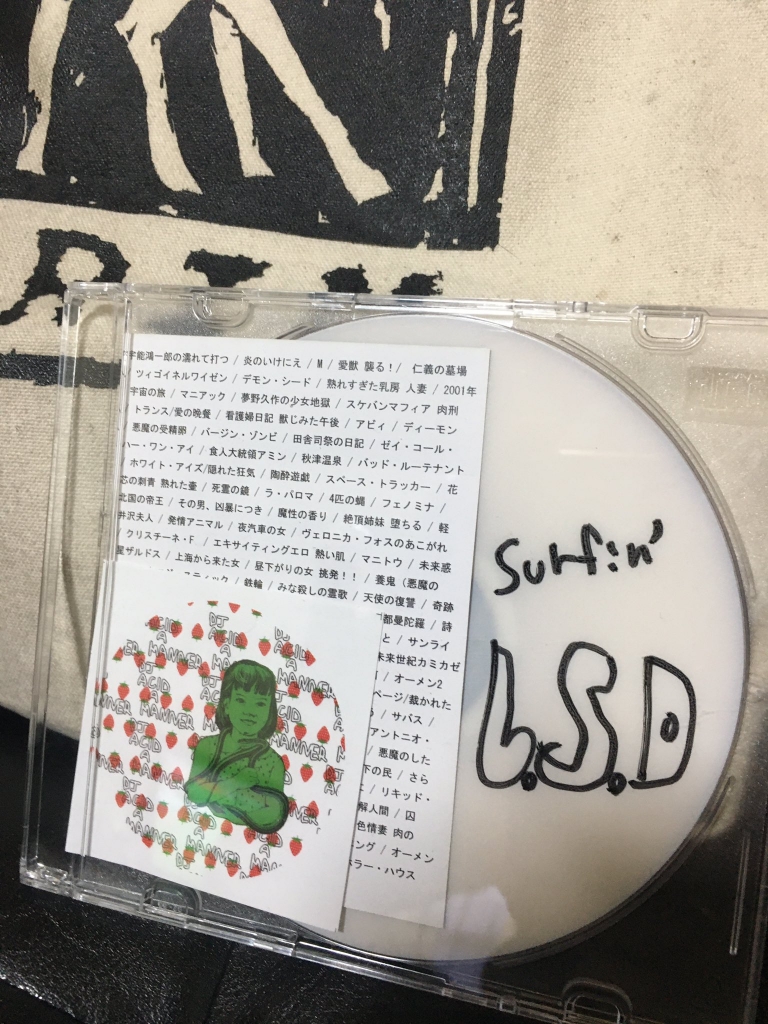 宇能鴻一郎の濡れて打つ / 炎のいけにえ / M / 愛獣 襲る! / 仁義の墓場
/ ツィゴイネルワイゼン / デモン・シード / 熟れすぎた乳房 人妻 / 2001年
宇宙の旅 / マニアック / 夢野久作の少女地獄 / スケバンマフィア 肉刑
/ トランス/愛の晩餐 / 看護婦日記 獣じみた午後 / アビィ / ディーモン
悪魔の受精卵 / バージン・ゾンビ / 田舎司祭の日記 / ゼイ・コール・
ハー・ワン・アイ / 食人大統領アミン / 秋津温泉 / バッド・ルーテナント
/ ホワイト・アイズ/隠れた狂気 / 陶酔遊戯 / スペース・トラッカー / 花
芯の刺青 熟れた壷 / 死霊の鏡 / ラ・パロマ / 4匹の蝿 / フェノミナ /
北国の帝王 / その男、凶暴につき / 魔性の香り / 絶頂姉妹 堕ちる / 軽
井沢夫人 / 発情アニマル / 夜汽車の女 / ヴェロニカ・フォスのあこがれ
/ クリスチーネ・F / エキサイティングエロ 熱い肌 / マニトウ / 未来惑
星ザルドス / 上海から来た女 / 昼下がりの女 挑発!! / 養鬼 (悪魔の
スティック / 鉄輪 / みな殺しの霊歌 / 天使の復讐 / 奇跡
都曼陀羅 / 詩
と / サンライ
未来世紀カミカゼ
/ オーメン2
ページ/裁かれた
/ サバス /
アントニオ・
/ 悪魔のした
下の民 / さら
/ リキッド・
解人間 / 囚
色情妻 肉の
ング / オーメン
ラー・ハウス
Surfin'
L.S.D
DJ ACID A MANNER